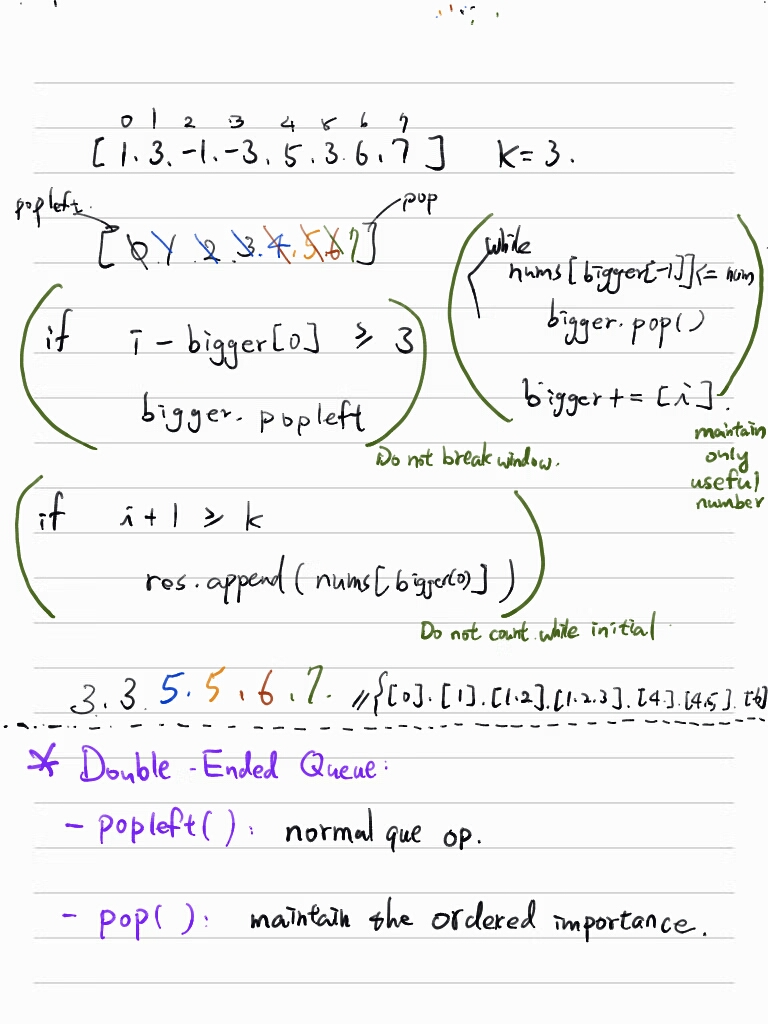 0 1 2 3 4 5 6 7
[ 1. 3. -1. -3. 5. 3. 6. 7 ] K = 3.
popleft. pop
[ 0 1 2 3. 4. 5 6 7 ]
while
nums [ bigger[-1]] <= num
bigger. pop( )
bigger += [i].
maintain
only
useful
number
if i - bigger[0] ⩾ 3
bigger. popleft
Do not break window.
if i + 1 ⩾ k
res. append ( nums [ bigger(0) ] )
Do not count while initial
3. 3. 5. 5. 6. 7. // { [0]. [1]. [1.2]. [1.2.3]. [4]. [4.5]. [6]
* Double-Ended Queue:
- popleft( ): normal que op.
- pop( ): maintain the ordered importance.